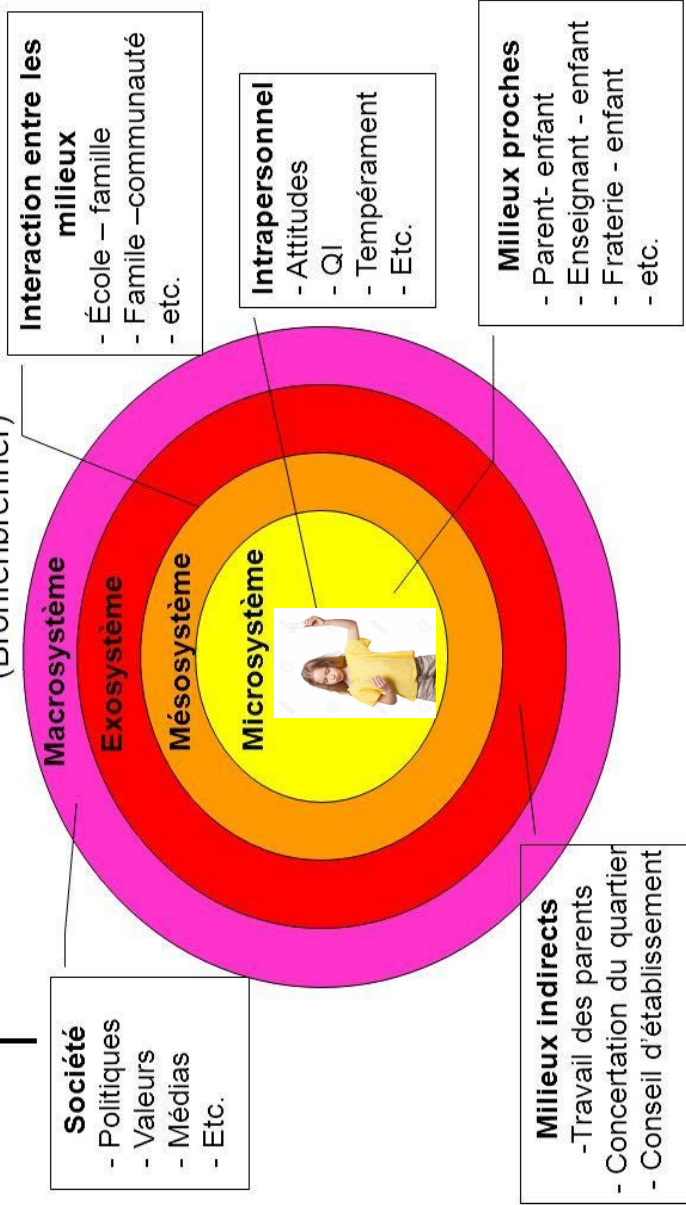 (Bronfenbrenner)
Macrosystème
Exosystème
Mésosystème
Microsystème
Société
- Politiques
- Valeurs
- Médias
- Etc.
Interaction entre les
milieux
- École – famille
- Famile –communauté
- etc.
Intrapersonnel
- Attitudes
- QI
- Tempérament
- Etc.
Milieux indirects
-Travail des parents
- Concertation du quartier
- Conseil d'établissement
Milieux proches
- Parent- enfant
- Enseignant - enfant
- Fraterie - enfant
- etc.